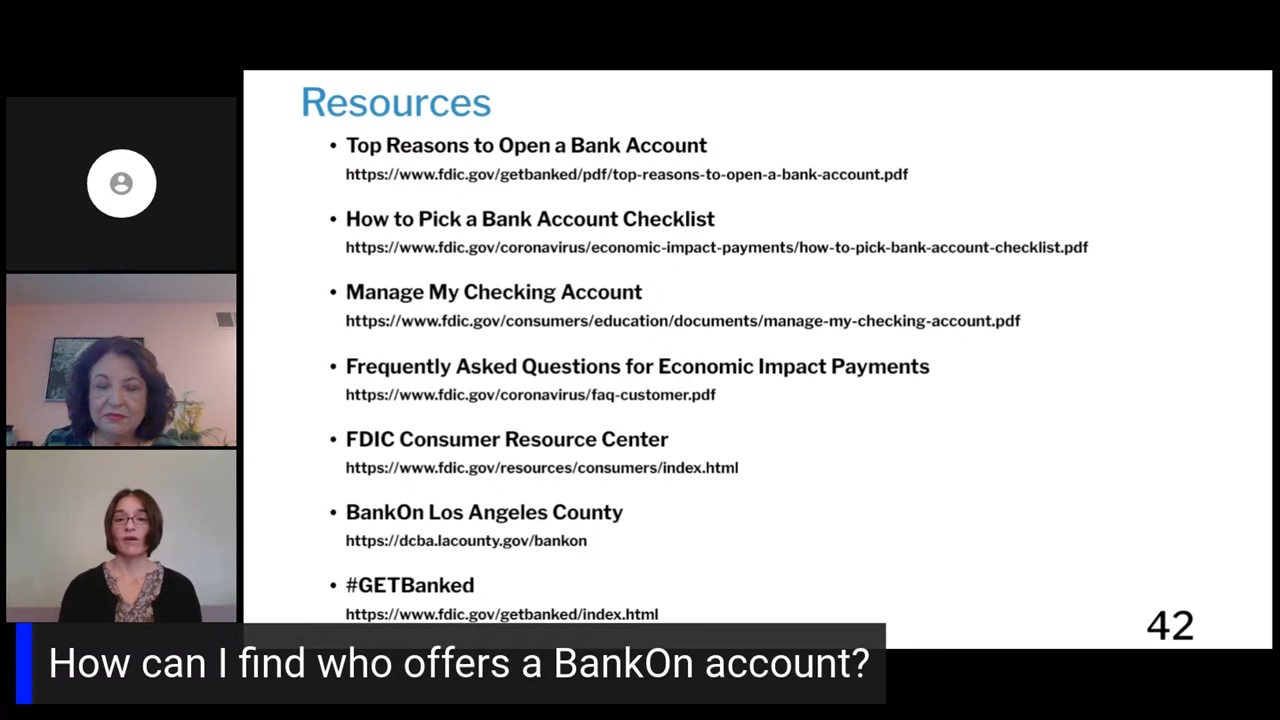 Resources
• Top Reasons to Open a Bank Account
https://www.fdic.gov/getbanked/pdf/top-reasons-to-open-a-bank-account.pdf
• How to Pick a Bank Account Checklist
https://www.fdic.gov/coronavirus/economic-impact-payments/how-to-pick-bank-account-checklist.pdf
• Manage My Checking Account
https://www.fdic.gov/consumers/education/documents/manage-my-checking-account.pdf
• Frequently Asked Questions for Economic Impact Payments
https://www.fdic.gov/coronavirus/faq-customer.pdf
• FDIC Consumer Resource Center
https://www.fdic.gov/resources/consumers/index.html
• BankOn Los Angeles County
https://dcba.lacounty.gov/bankon
• #GETBanked
https://www.fdic.gov/getbanked/index.html
42
How can I find who offers a BankOn account?